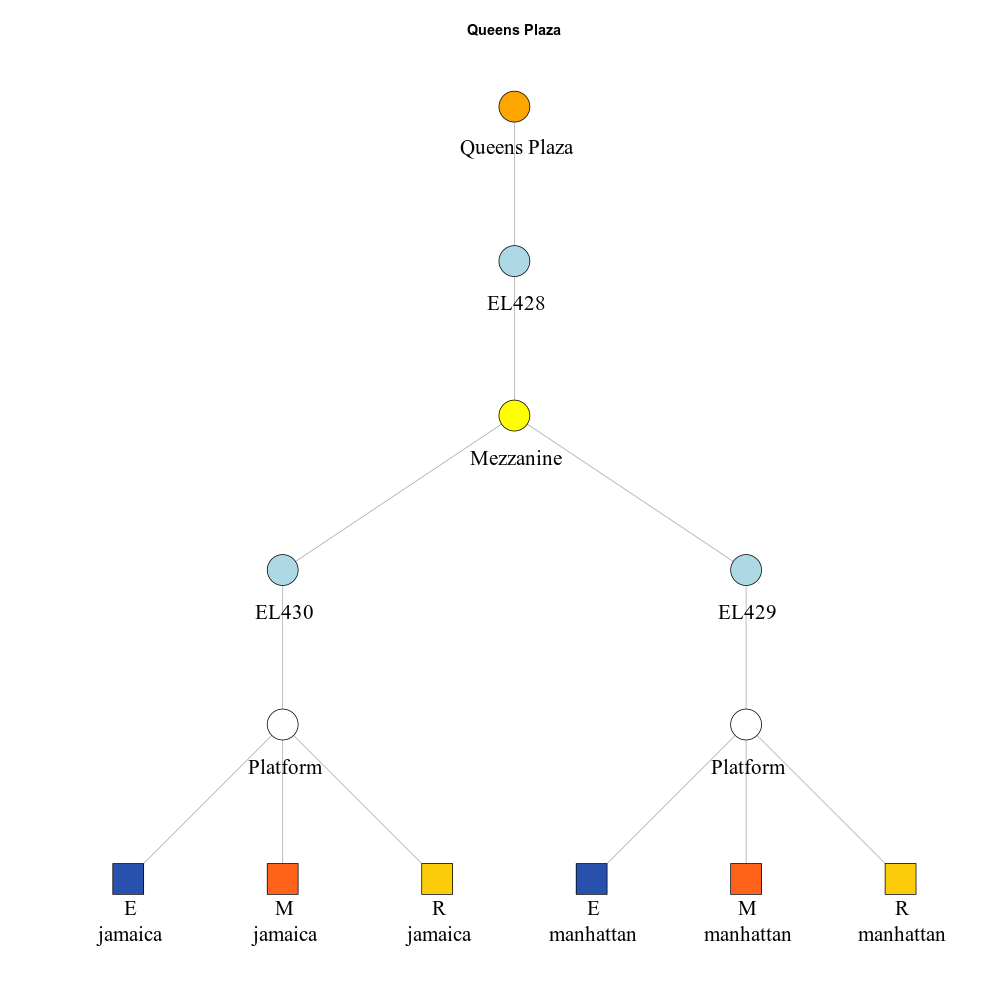 Queens Plaza
Queens Plaza
EL428
Mezzanine
EL430
EL429
Platform
Platform
E
jamaica
M
jamaica
R
jamaica
E
manhattan
M
manhattan
R
manhattan